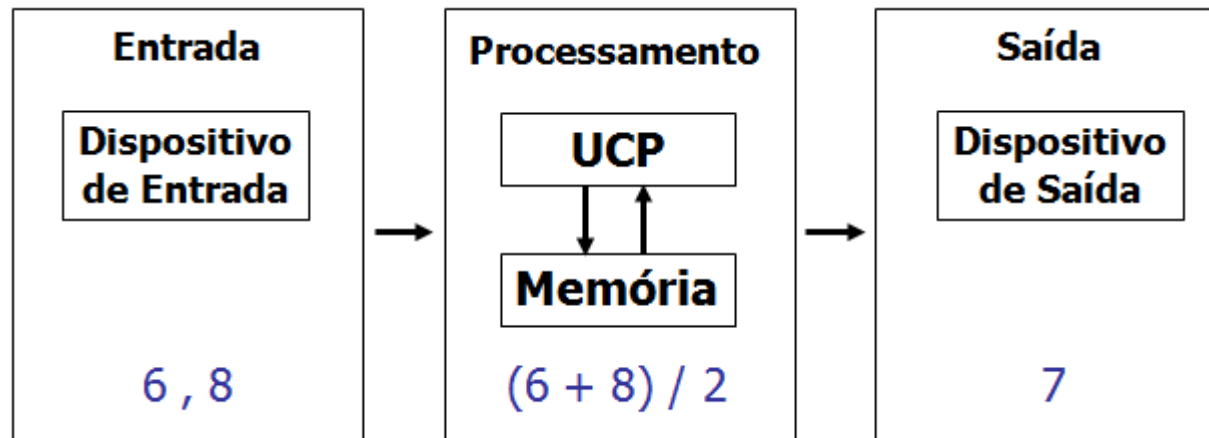 Entrada
Dispositivo
de Entrada
6 , 8
Processamento
UCP
Memória
(6 + 8) / 2
Saída
Dispositivo
de Saída
7